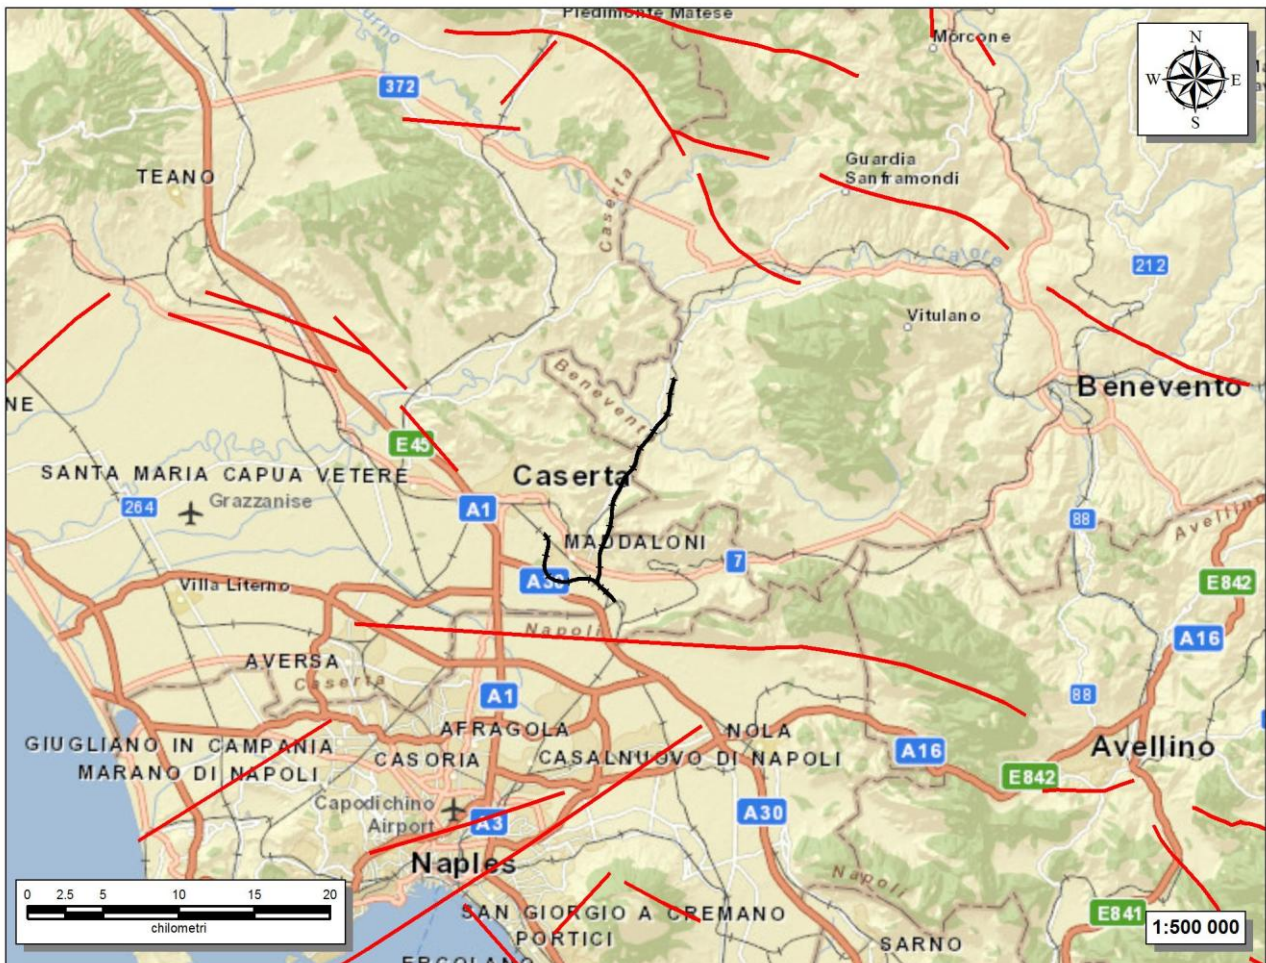 Piedimonte Matese
Morcone
N
W E
S
372
Guardia
Sanframondi
TEANO
Caserta
Calore
212
Vitulano
Benevento
Benevento
NE
E45
SANTA MARIA CAPUA VETERE
Caserta
264
Grazzanise
A1
88
Avellino
MADDALONI
7
A30
E842
Villa Literno
Napoli
A16
AVERSA
Caserta
A1
88
AFRAGOLA
NOLA
GIUGLIANO IN CAMPANIA
CASORIA
CASALNUOVO DI NAPOLI
A16
Avellino
MARANO DI NAPOLI
E842
Capodichino
Airport
A3
A30
Naples
Napoli
0 2.5 5 10 15 20
chilometri
SAN GIORGIO A CREMANO
E841
1:500 000
PORTICI
SARNO
ERCOLANO